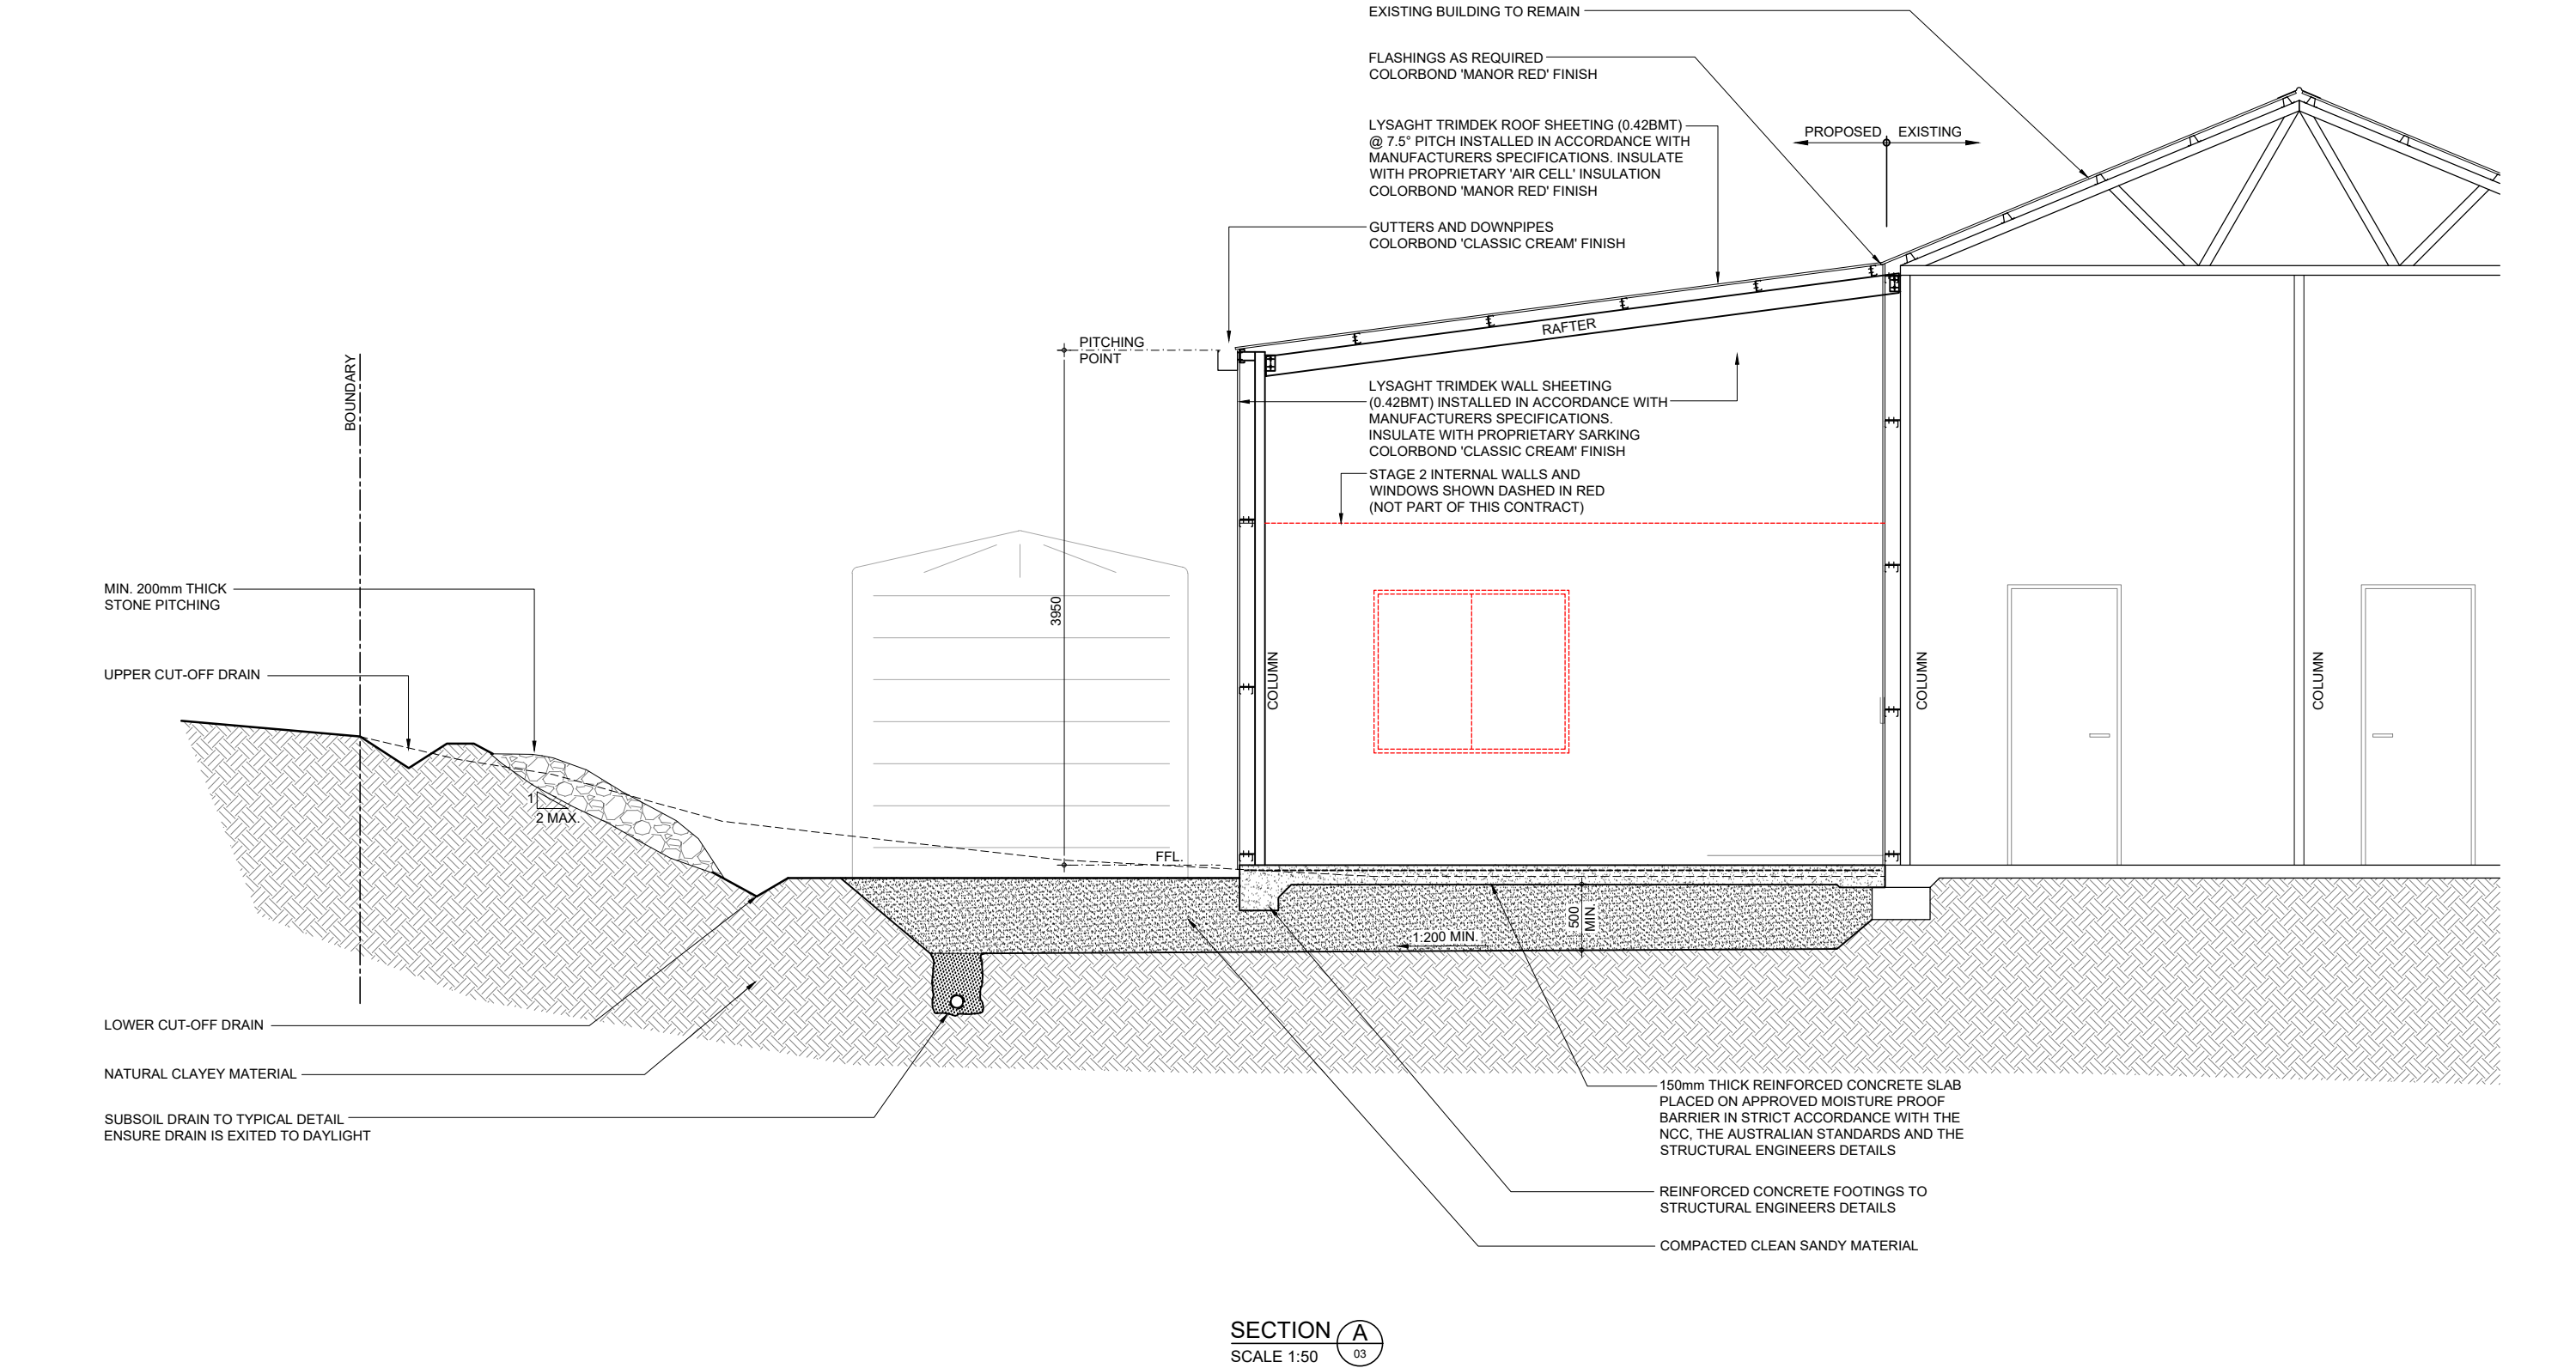 EXISTING BUILDING TO REMAIN
FLASHINGS AS REQUIRED
COLORBOND 'MANOR RED' FINISH
LYSAGHT TRIMDEK ROOF SHEETING (0.42BMT)
@ 7.5° PITCH INSTALLED IN ACCORDANCE WITH
MANUFACTURERS SPECIFICATIONS. INSULATE
WITH PROPRIETARY 'AIR CELL' INSULATION
COLORBOND 'MANOR RED' FINISH
PROPOSED
EXISTING
GUTTERS AND DOWNPIPES
COLORBOND 'CLASSIC CREAM' FINISH
RAFTER
PITCHING
POINT
BOUNDARY
LYSAGHT TRIMDEK WALL SHEETING
(0.42BMT) INSTALLED IN ACCORDANCE WITH
MANUFACTURERS SPECIFICATIONS.
INSULATE WITH PROPRIETARY SARKING
COLORBOND 'CLASSIC CREAM' FINISH
STAGE 2 INTERNAL WALLS AND
WINDOWS SHOWN DASHED IN RED
(NOT PART OF THIS CONTRACT)
MIN. 200mm THICK
STONE PITCHING
3950
UPPER CUT-OFF DRAIN
COLUMN
COLUMN
COLUMN
1
2 MAX.
FFL.
500
MIN.
1:200 MIN.
LOWER CUT-OFF DRAIN
NATURAL CLAYEY MATERIAL
SUBSOIL DRAIN TO TYPICAL DETAIL
ENSURE DRAIN IS EXITED TO DAYLIGHT
150mm THICK REINFORCED CONCRETE SLAB
PLACED ON APPROVED MOISTURE PROOF
BARRIER IN STRICT ACCORDANCE WITH THE
NCC, THE AUSTRALIAN STANDARDS AND THE
STRUCTURAL ENGINEERS DETAILS
REINFORCED CONCRETE FOOTINGS TO
STRUCTURAL ENGINEERS DETAILS
COMPACTED CLEAN SANDY MATERIAL
SECTION A
SCALE 1:50 03